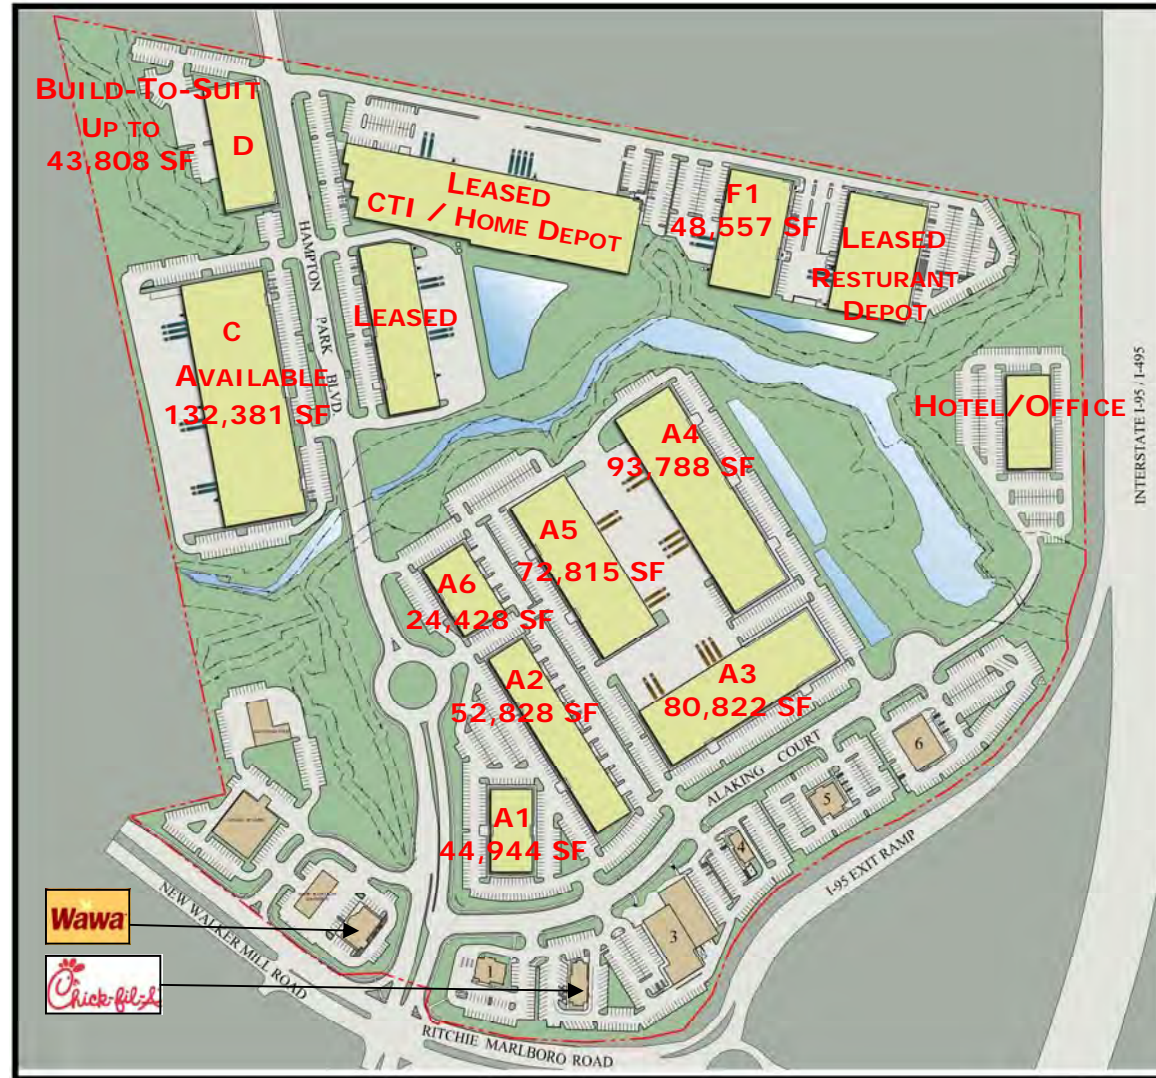 BUILD-TO-SUIT
UP TO
43,808 SF
D
LEASED
CTI / HOME DEPOT
F1
48,557 SF
LEASED
RESTURANT
DEPOT
HAMPTON
PARK
BLVD.
C
AVAILABLE
132,381 SF
LEASED
HOTEL/OFFICE
INTERSTATE I-95 / I-495
A4
93,788 SF
A5
72,815 SF
A6
24,428 SF
A2
52,828 SF
A3
80,822 SF
A1
44,944 SF
ALAKING COURT
6
5
4
3
1
I-95 EXIT RAMP
Wawa
NEW WALKER MILL ROAD
Chick-fil-A
RITCHIE MARLBORO ROAD